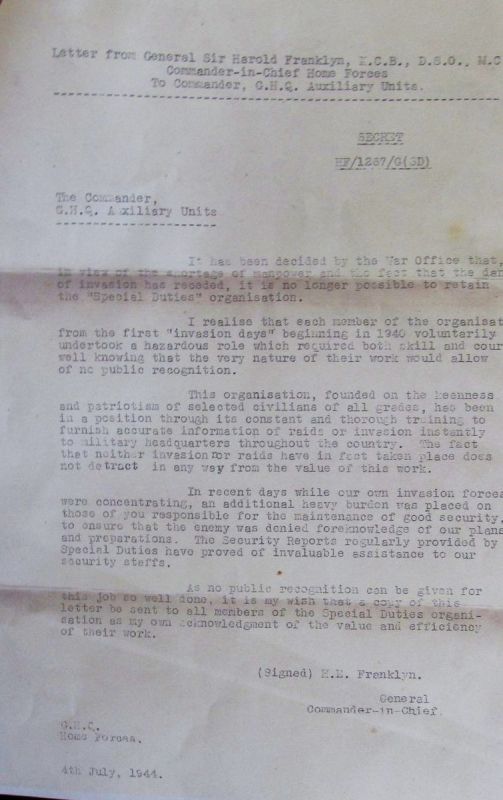 Letter from General Sir Harold Franklyn, K.C.B., D.S.O., M.C
Commander-in-Chief Home Forces
To Commander, G.H.Q. Auxiliary Units.
SECRET
HF/1287/G(SD)
The Commander,
G.H.Q. Auxiliary Units
It has been decided by the War Office that,
in view of the shortage of manpower and the fact that the dan
of invasion has receded, it is no longer possible to retain
the "Special Duties" organisation.
I realise that each member of the organisat
from the first "invasion days" beginning in 1940 voluntarily
undertook a hazardous role which required both skill and cour
well knowing that the very nature of their work would allow
of no public recognition.
This organisation, founded on the keenness
and patriotism of selected civilians of all grades, has been
in a position through its constant and thorough training to
furnish accurate information of raids or invasion instantly
to military headquarters throughout the country. The fact
that neither invasion nor raids have in fact taken place does
not detract in any way from the value of this work.
In recent days while our own invasion forces
were concentrating, an additional heavy burden was placed on
those of you responsible for the maintenance of good security,
to ensure that the enemy was denied foreknowledge of our plans
and preparations. The Security Reports regularly provided by
Special Duties have proved of invaluable assistance to our
security staffs.
As no public recognition can be given for
this job so well done, it is my wish that a copy of this
letter be sent to all members of the Special Duties organi-
sation as my own acknowledgment of the value and efficiency
of their work.
(Signed) H.E. Franklyn.
General
Commander-in-Chief.
G.H.Q.
Home Forces.
4th July, 1944.